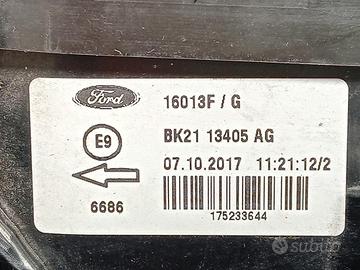 Ford
16013F / G
E9
BK21 13405 AG
07.10.2017 11:21:12/2
6686
175233644
subito